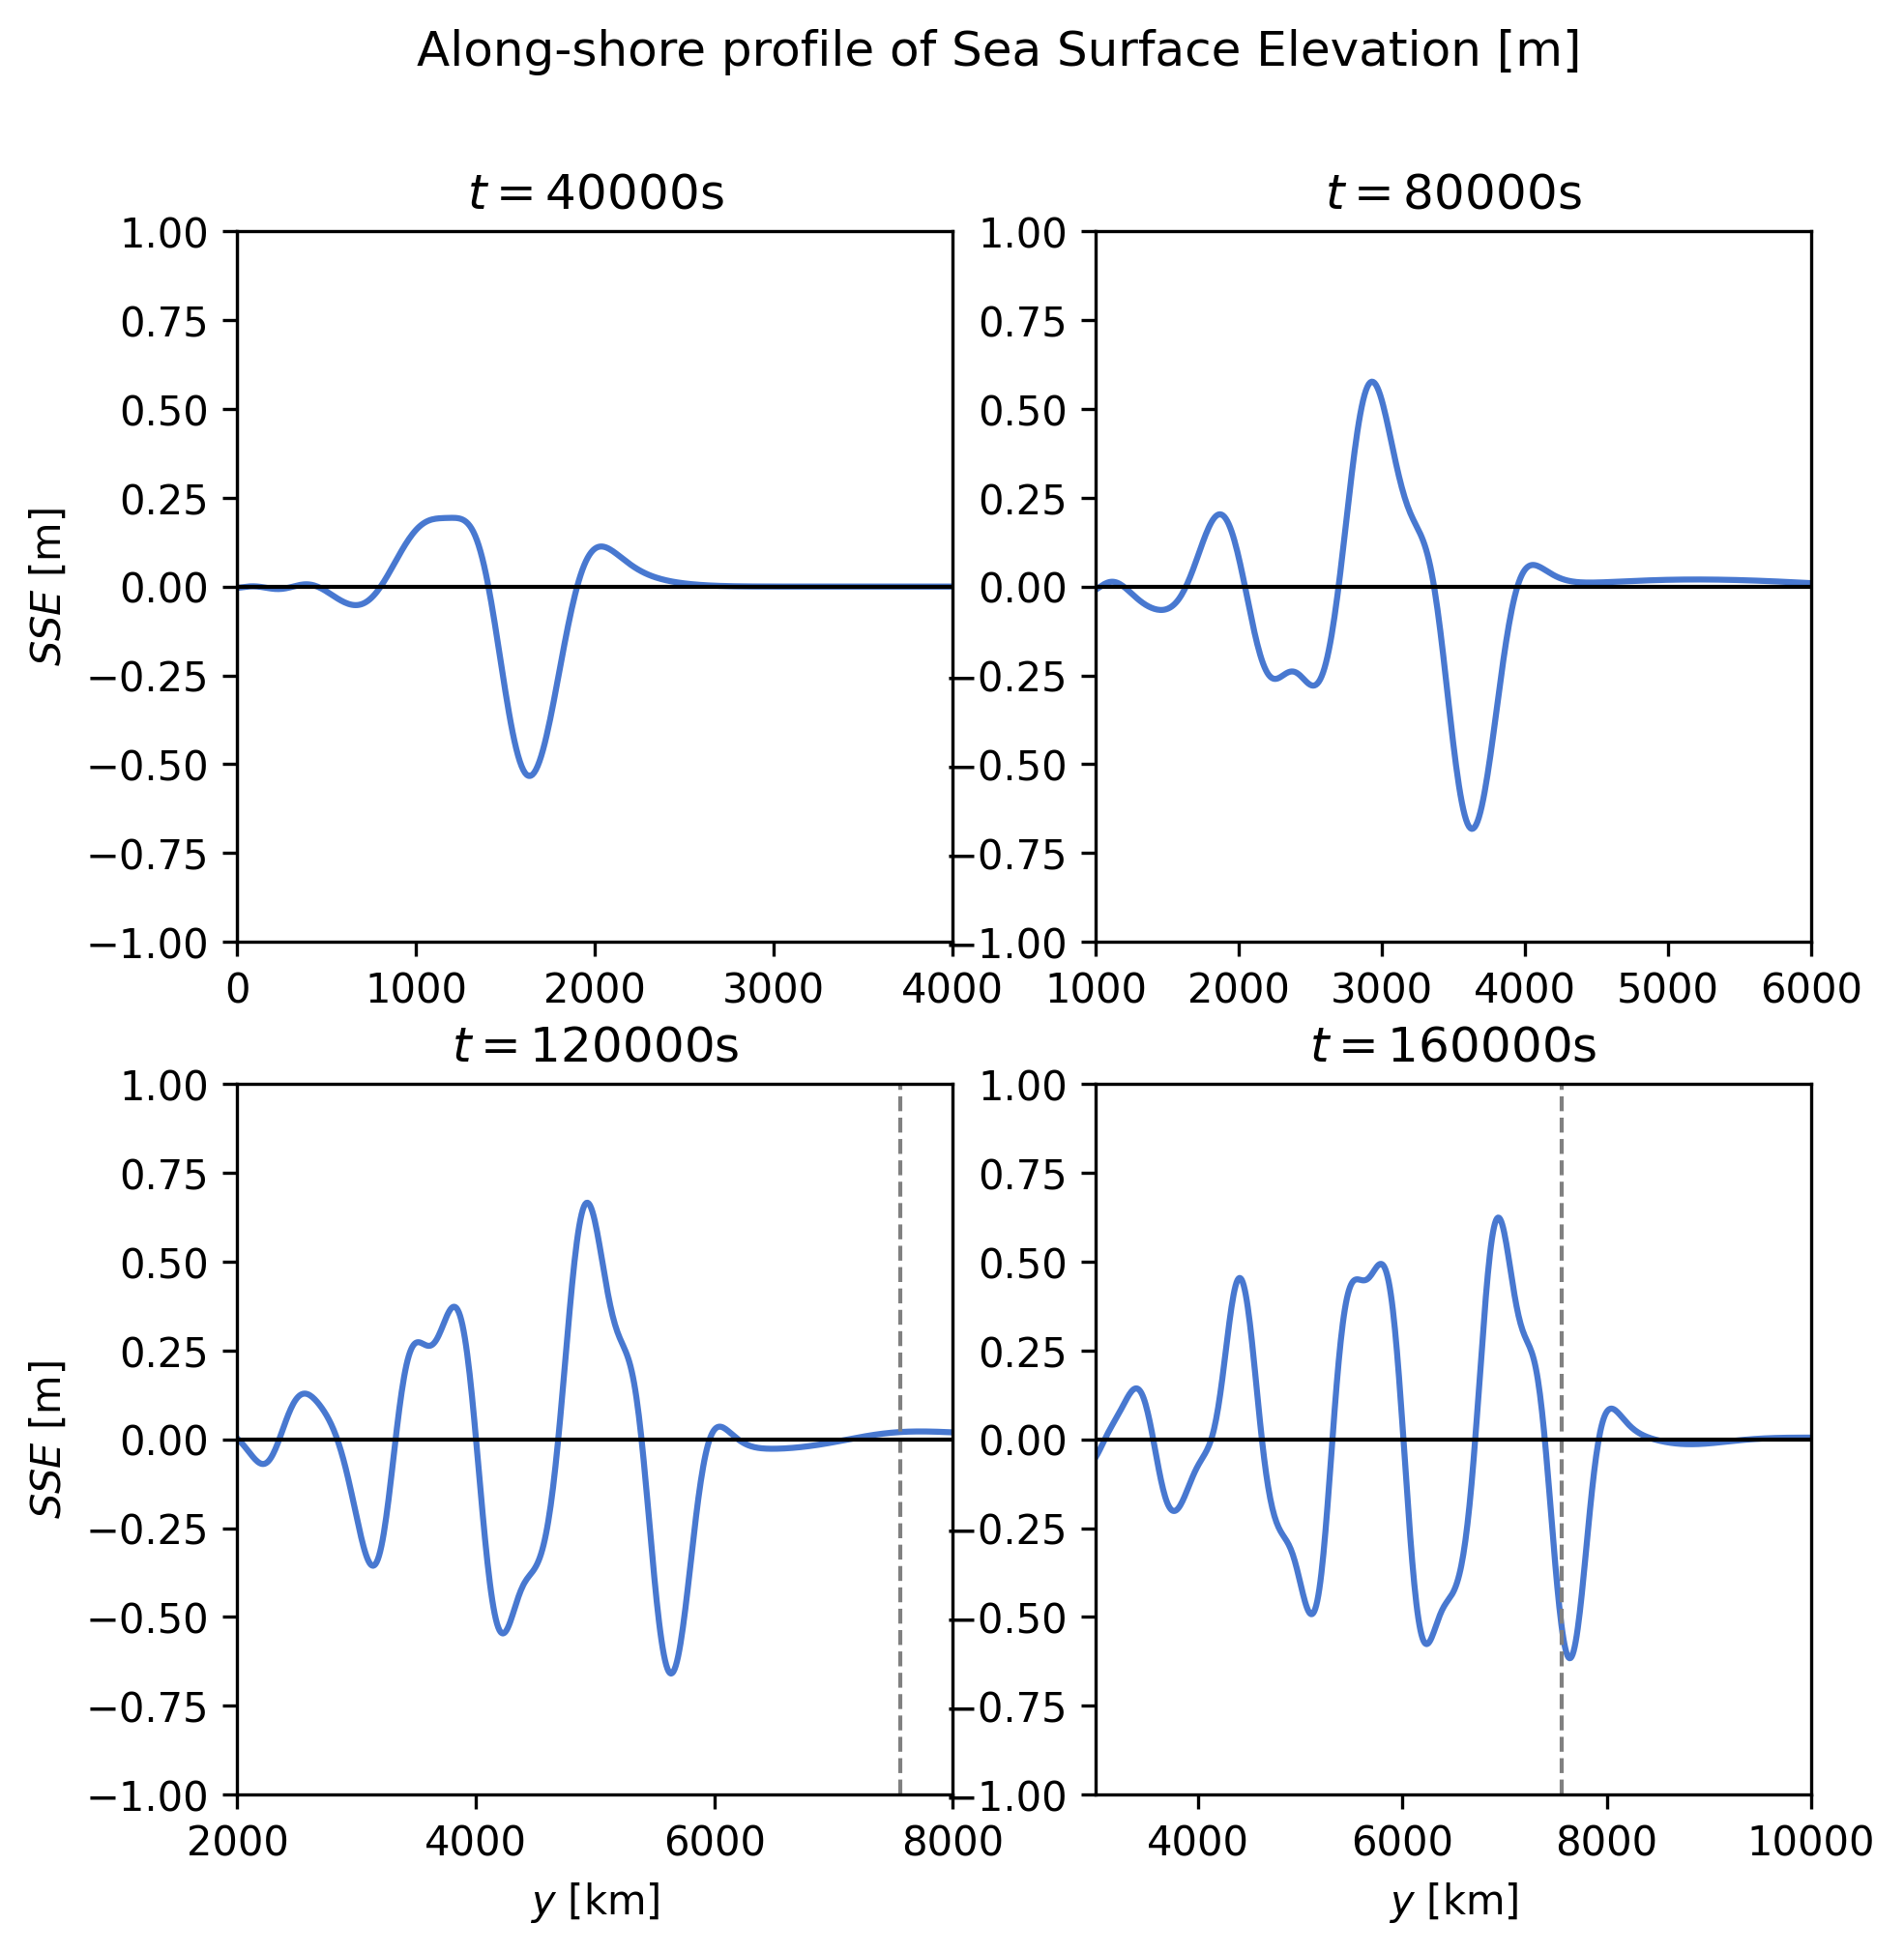 Along-shore profile of Sea Surface Elevation [m]
t = 40000s
t = 80000s
1.00
0.75
0.50
0.25
0.00
−0.25
−0.50
−0.75
−1.00
SSE [m]
0 1000 2000 3000 4000
1.00
0.75
0.50
0.25
0.00
−0.25
−0.50
−0.75
−1.00
1000 2000 3000 4000 5000 6000
t = 120000s
t = 160000s
1.00
0.75
0.50
0.25
0.00
−0.25
−0.50
−0.75
−1.00
SSE [m]
2000 4000 6000 8000
y [km]
1.00
0.75
0.50
0.25
0.00
−0.25
−0.50
−0.75
−1.00
4000 6000 8000 10000
y [km]